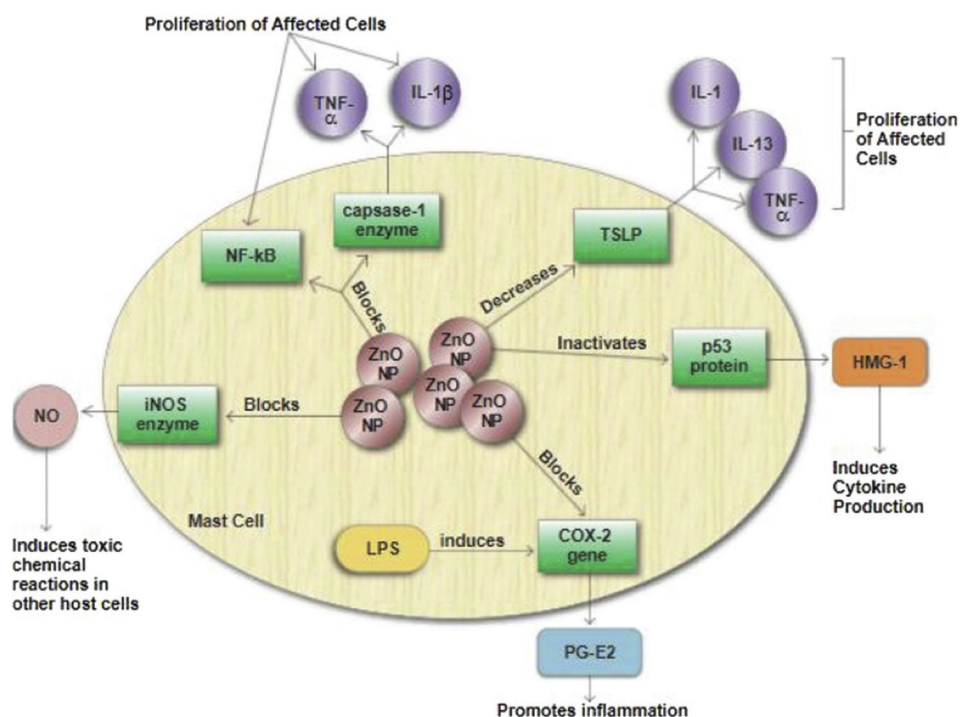 Proliferation of Affected Cells
TNF-
α
IL-1β
IL-1
IL-13
TNF-
α
Proliferation
of Affected
Cells
capsase-1
enzyme
NF-kB
TSLP
Blocks
Decreases
ZnO
NP
ZnO
NP
ZnO
NP
ZnO
NP
ZnO
NP
Inactivates
p53
protein
HMG-1
NO
iNOS
enzyme
Blocks
Blocks
Induces
Cytokine
Production
Mast Cell
LPS
induces
COX-2
gene
Induces toxic
chemical
reactions in
other host cells
PG-E2
Promotes inflammation